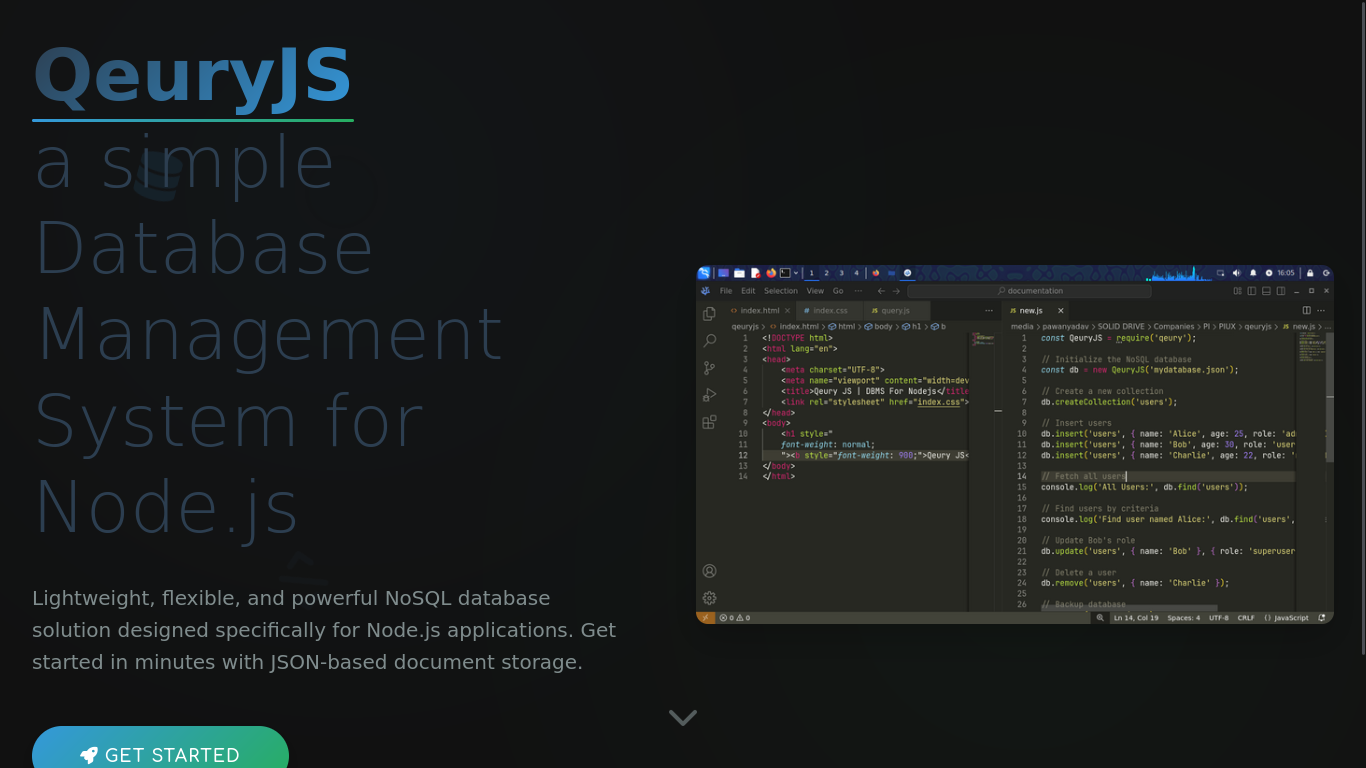 QeuryJS
a simple
Database
Management
System for
Node.js
Lightweight, flexible, and powerful NoSQL database
solution designed specifically for Node.js applications. Get
started in minutes with JSON-based document storage.
GET STARTED
1 2 3 4
16:05
File Edit Selection View Go ···
documentation
index.html index.css query.js ···
qeuryjs > index.html > html > body > h1 > b
1 <!DOCTYPE html>
2 <html lang="en">
3 <head>
4 <meta charset="UTF-8">
5 <meta name="viewport" content="width=dev
6 <title>Qeury JS | DBMS For Nodejs</title
7 <link rel="stylesheet" href="index.css">
8 </head>
9 <body>
10 <h1 style="
11 font-weight: normal;
12 "><b style="font-weight: 900;">Qeury JS<
13 </body>
14 </html>
new.js ···
media > pawanyadav > SOLID DRIVE > Companies > PI > PIUX > qeuryjs > new.js > ...
1 const QeuryJS = require('qeury');
2
3 // Initialize the NoSQL database
4 const db = new QeuryJS('mydatabase.json');
5
6 // Create a new collection
7 db.createCollection('users');
8
9 // Insert users
10 db.insert('users', { name: 'Alice', age: 25, role: 'ad
11 db.insert('users', { name: 'Bob', age: 30, role: 'user
12 db.insert('users', { name: 'Charlie', age: 22, role: '
13
14 // Fetch all users
15 console.log('All Users:', db.find('users'));
16
17 // Find users by criteria
18 console.log('Find user named Alice:', db.find('users',
19
20 // Update Bob's role
21 db.update('users', { name: 'Bob' }, { role: 'superuser
22
23 // Delete a user
24 db.remove('users', { name: 'Charlie' });
25
26 // Backup database
0 0
Ln 14, Col 19 Spaces: 4 UTF-8 CRLF {} JavaScript